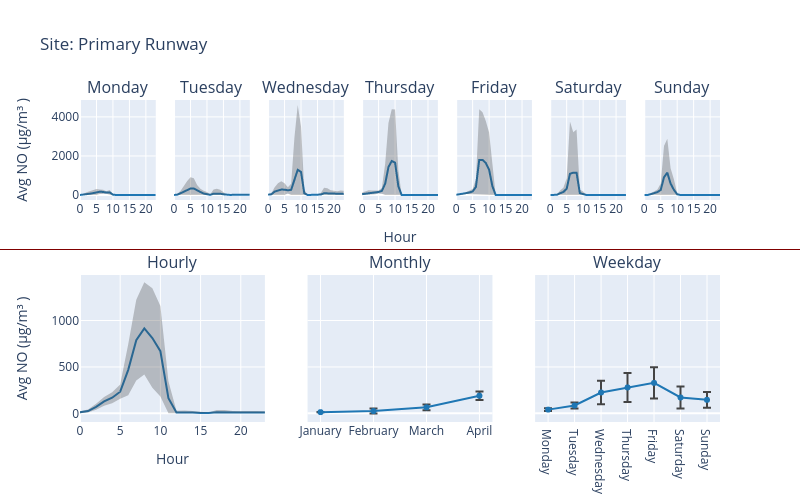 Site: Primary Runway
Monday Tuesday Wednesday Thursday Friday Saturday Sunday
Avg NO (µg/m³ )
4000
2000
0
0 5 10 15 20 0 5 10 15 20 0 5 10 15 20 0 5 10 15 20 0 5 10 15 20 0 5 10 15 20 0 5 10 15 20
Hour
Hourly Monthly Weekday
Avg NO (µg/m³ )
1000
500
0
0 5 10 15 20
January February March April
Monday
Tuesday
Wednesday
Thursday
Friday
Saturday
Sunday
Hour